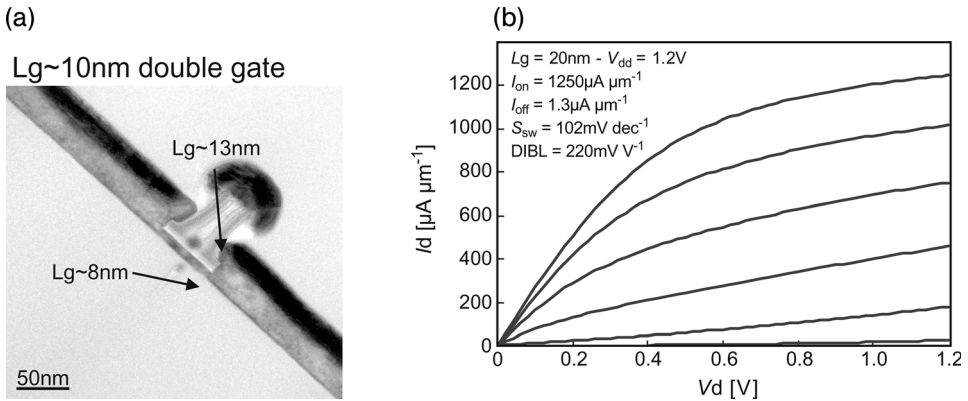 (a)
Lg~10nm double gate
Lg~13nm
Lg~8nm
50nm
(b)
Lg = 20nm - Vdd = 1.2V
Ion = 1250µA µm⁻¹
Ioff = 1.3µA µm⁻¹
Ssw = 102mV dec⁻¹
DIBL = 220mV V⁻¹
Id [µA µm⁻¹]
1200
1000
800
600
400
200
0
0 0.2 0.4 0.6 0.8 1.0 1.2
Vd [V]